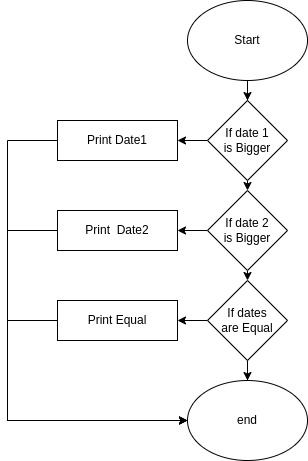 Start
If date 1
is Bigger
Print Date1
If date 2
is Bigger
Print  Date2
If dates
are Equal
Print Equal
end